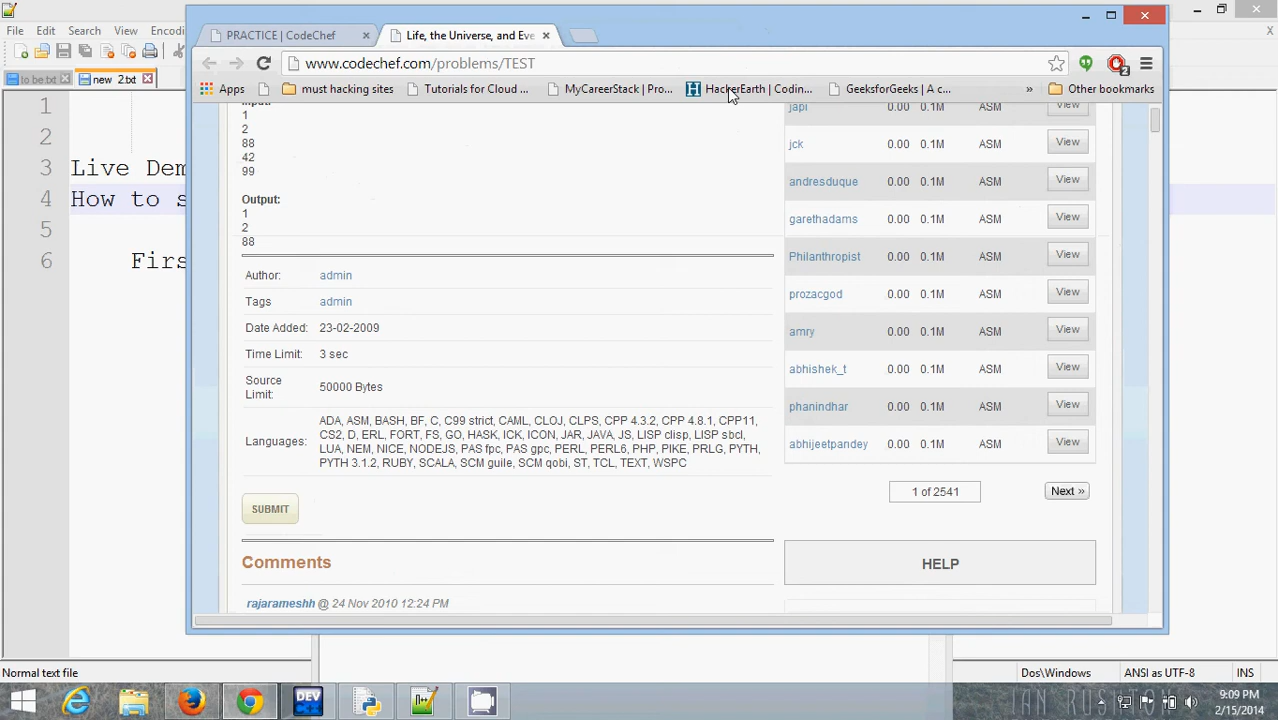 File Edit Search View Encodi
to be.txt new 2.txt
1
2
3 Live Dem
4 How to s
5
6 Firs
PRACTICE | CodeChef
Life, the Universe, and Eve
www.codechef.com/problems/TEST
2
Apps must hacking sites Tutorials for Cloud ... MyCareerStack | Pro... HackerEarth | Codin... GeeksforGeeks | A c... » Other bookmarks
1
2
88
42
99
Output:
1
2
88
Author: admin
Tags admin
Date Added: 23-02-2009
Time Limit: 3 sec
Source Limit: 50000 Bytes
Languages:
ADA, ASM, BASH, BF, C, C99 strict, CAML, CLOJ, CLPS, CPP 4.3.2, CPP 4.8.1, CPP11,
CS2, D, ERL, FORT, FS, GO, HASK, ICK, ICON, JAR, JAVA, JS, LISP clisp, LISP sbcl,
LUA, NEM, NICE, NODEJS, PAS fpc, PAS gpc, PERL, PERL6, PHP, PIKE, PRLG, PYTH,
PYTH 3.1.2, RUBY, SCALA, SCM guile, SCM qobi, ST, TCL, TEXT, WSPC
SUBMIT
Comments
rajarameshh @ 24 Nov 2010 12:24 PM
japi 0.00 0.1M ASM View
jck 0.00 0.1M ASM View
andresduque 0.00 0.1M ASM View
garethadams 0.00 0.1M ASM View
Philanthropist 0.00 0.1M ASM View
prozacgod 0.00 0.1M ASM View
amry 0.00 0.1M ASM View
abhishek_t 0.00 0.1M ASM View
phanindhar 0.00 0.1M ASM View
abhijeetpandey 0.00 0.1M ASM View
1 of 2541 Next »
HELP
Normal text file
Dos\Windows ANSI as UTF-8 INS
DEV
IAN RUSHTON
9:09 PM
2/15/2014